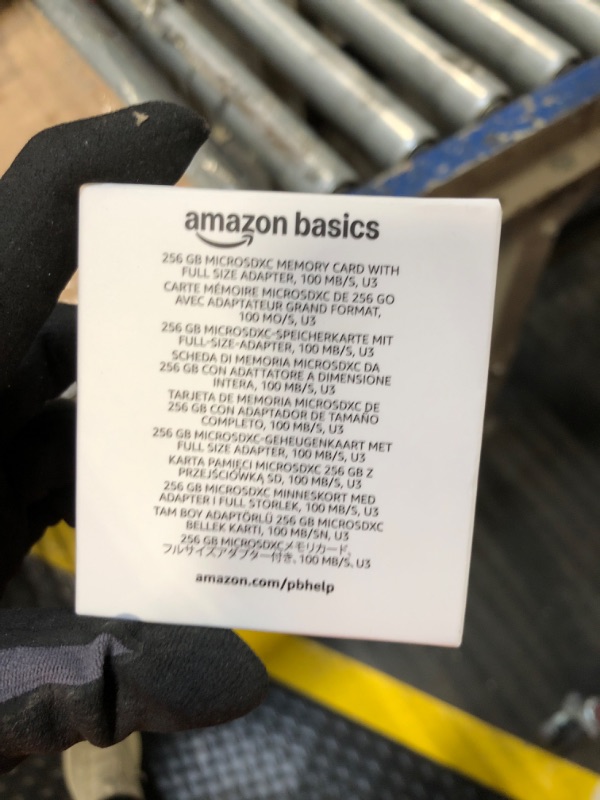 amazon basics
256 GB MICROSDXC MEMORY CARD WITH
FULL SIZE ADAPTER, 100 MB/S, U3
CARTE MÉMOIRE MICROSDXC DE 256 GO
AVEC ADAPTATEUR GRAND FORMAT,
100 MO/S, U3
256 GB MICROSDXC-SPEICHERKARTE MIT
FULL-SIZE-ADAPTER, 100 MB/S, U3
SCHEDA DI MEMORIA MICROSDXC DA
256 GB CON ADATTATORE A DIMENSIONE
INTERA, 100 MB/S, U3
TARJETA DE MEMORIA MICROSDXC DE
256 GB CON ADAPTADOR DE TAMAÑO
COMPLETO, 100 MB/S, U3
256 GB MICROSDXC-GEHEUGENKAART MET
FULL SIZE ADAPTER, 100 MB/S, U3
KARTA PAMIĘCI MICROSDXC 256 GB Z
PRZEJŚCIÓWKĄ SD, 100 MB/S, U3
256 GB MICROSDXC MINNESKORT MED
ADAPTER I FULL STORLEK, 100 MB/S, U3
TAM BOY ADAPTÖRLÜ 256 GB MICROSDXC
BELLEK KARTI, 100 MB/SN, U3
256 GB MICROSDXCメモリカード,
フルサイズアダプター付き, 100 MB/S, U3
amazon.com/pbhelp